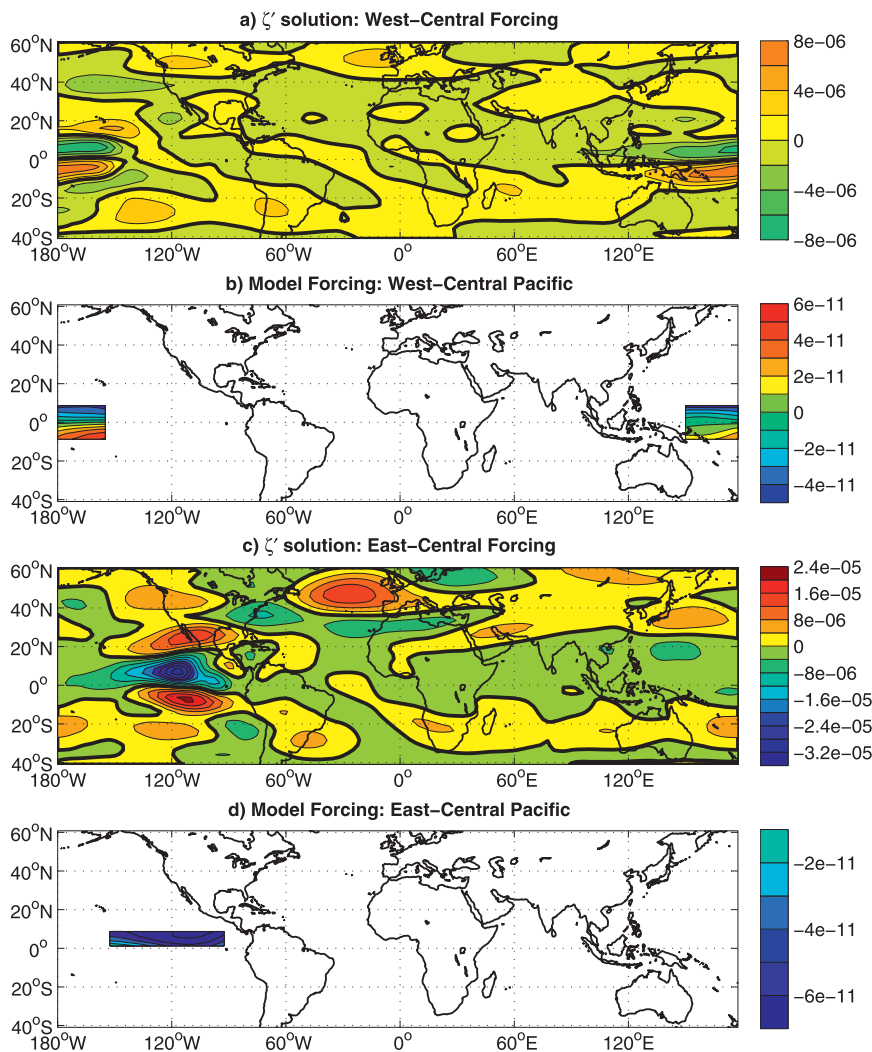 a) ζ′ solution: West−Central Forcing
60°N
40°N
20°N
0°
20°S
40°S
180°W 120°W 60°W 0° 60°E 120°E
8e−06
4e−06
0
−4e−06
−8e−06
b) Model Forcing: West−Central Pacific
60°N
40°N
20°N
0°
20°S
40°S
180°W 120°W 60°W 0° 60°E 120°E
6e−11
4e−11
2e−11
0
−2e−11
−4e−11
c) ζ′ solution: East−Central Forcing
60°N
40°N
20°N
0°
20°S
40°S
180°W 120°W 60°W 0° 60°E 120°E
2.4e−05
1.6e−05
8e−06
0
−8e−06
−1.6e−05
−2.4e−05
−3.2e−05
d) Model Forcing: East−Central Pacific
60°N
40°N
20°N
0°
20°S
40°S
180°W 120°W 60°W 0° 60°E 120°E
−2e−11
−4e−11
−6e−11